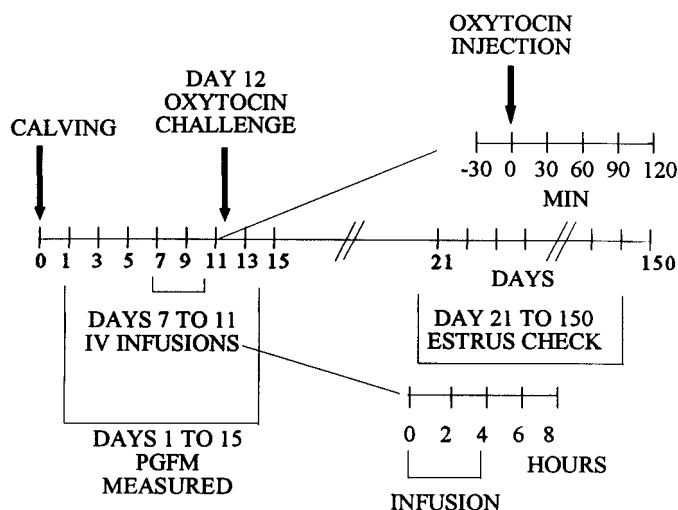 OXYTOCIN
INJECTION
DAY 12
OXYTOCIN
CHALLENGE
CALVING
-30 0 30 60 90 120
MIN
0 1 3 5 7 9 11 13 15 21 150
DAYS
DAYS 7 TO 11
IV INFUSIONS
DAY 21 TO 150
ESTRUS CHECK
0 2 4 6 8
HOURS
DAYS 1 TO 15
PGFM
MEASURED
INFUSION